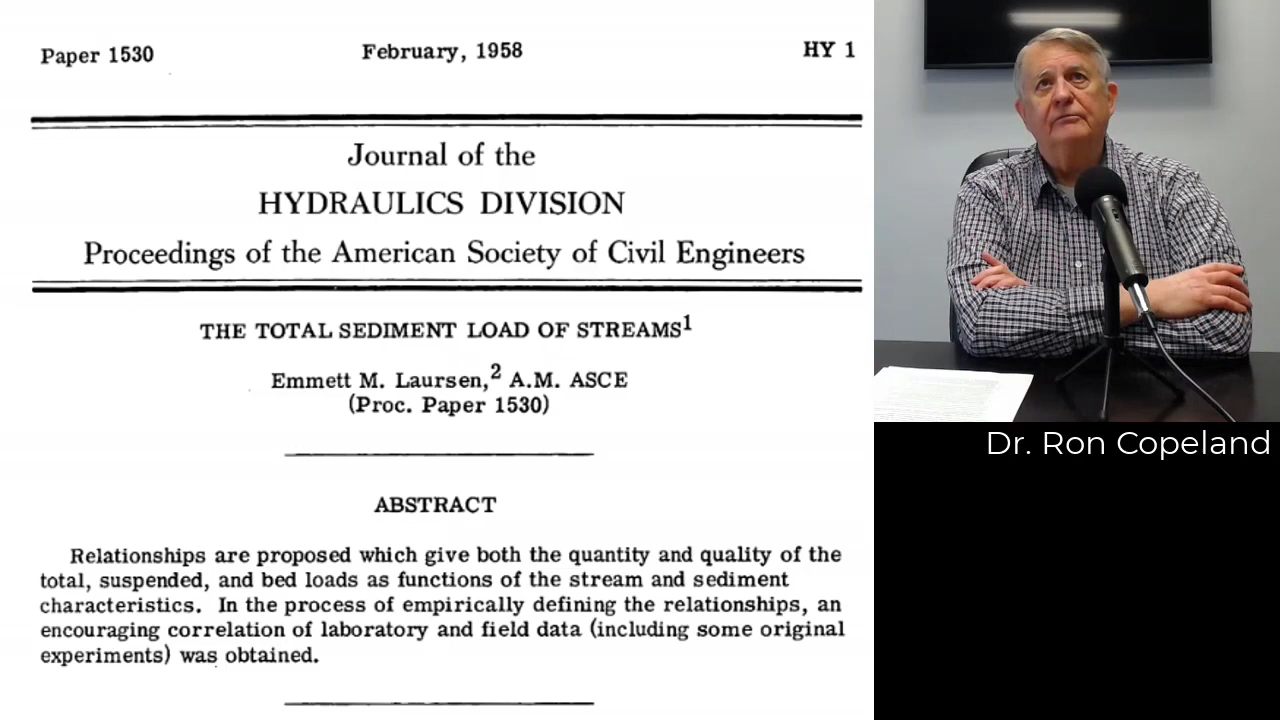 Paper 1530 February, 1958 HY 1
Journal of the
HYDRAULICS DIVISION
Proceedings of the American Society of Civil Engineers
THE TOTAL SEDIMENT LOAD OF STREAMS¹
Emmett M. Laursen,² A.M. ASCE
(Proc. Paper 1530)
ABSTRACT
Relationships are proposed which give both the quantity and quality of the
total, suspended, and bed loads as functions of the stream and sediment
characteristics. In the process of empirically defining the relationships, an
encouraging correlation of laboratory and field data (including some original
experiments) was obtained.
Dr. Ron Copeland